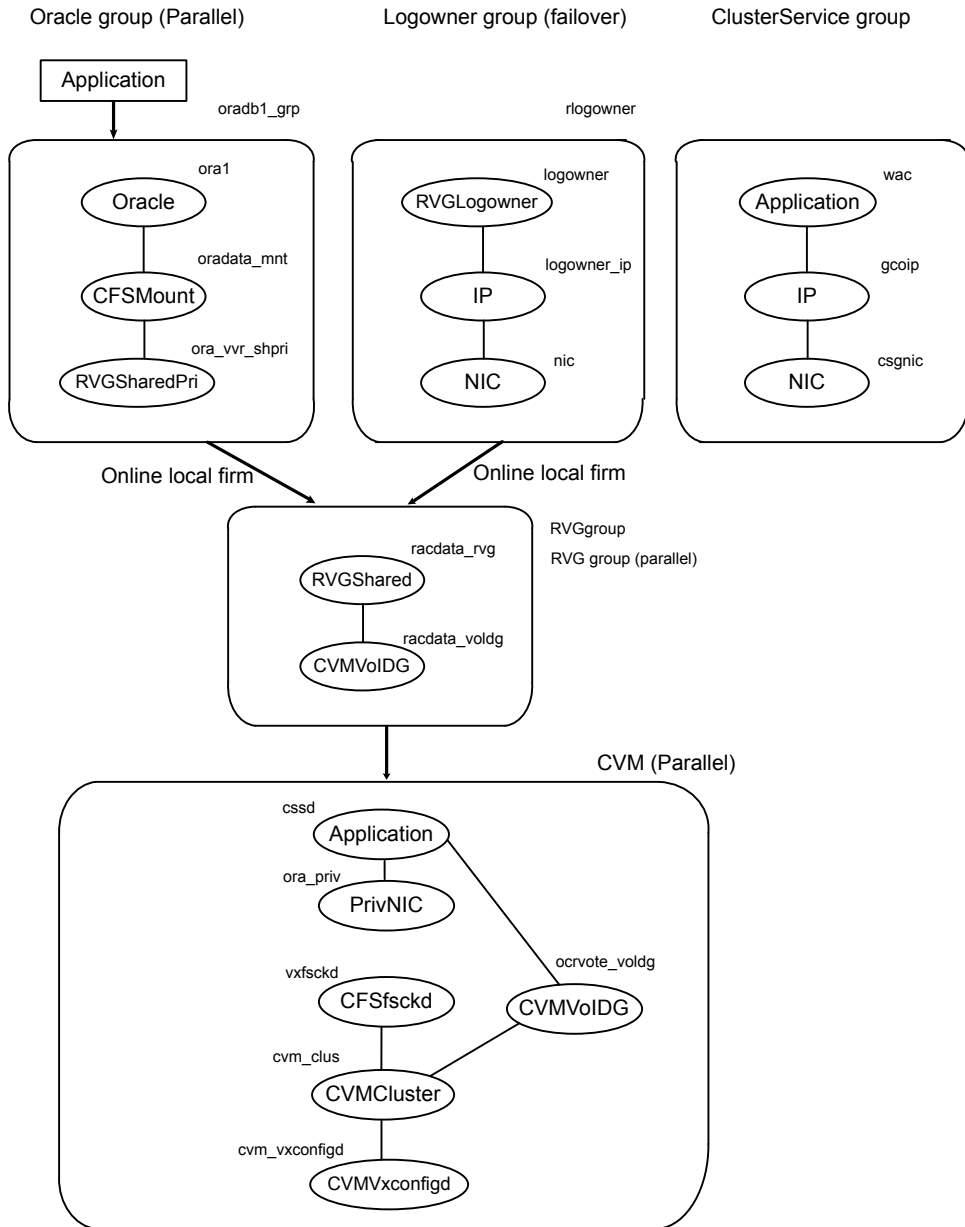 Oracle group (Parallel)
Logowner group (failover)
ClusterService group
Application
oradb1_grp
rlogowner
ora1
Oracle
oradata_mnt
CFSMount
ora_vvr_shpri
RVGSharedPri
logowner
RVGLogowner
logowner_ip
IP
nic
NIC
wac
Application
gcoip
IP
csgnic
NIC
Online local firm
Online local firm
RVGgroup
RVG group (parallel)
racdata_rvg
RVGShared
racdata_voldg
CVMVolDG
CVM (Parallel)
cssd
Application
ora_priv
PrivNIC
ocrvote_voldg
CVMVolDG
vxfsckd
CFSfsckd
cvm_clus
CVMCluster
cvm_vxconfigd
CVMVxconfigd